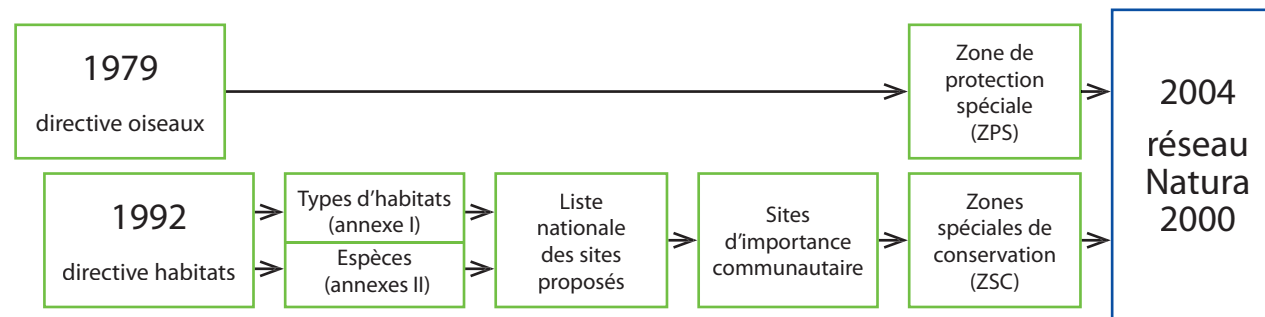 1979
directive oiseaux
Zone de
protection
spéciale
(ZPS)
2004
réseau
Natura
2000
1992
directive habitats
Types d'habitats
(annexe I)
Espèces
(annexes II)
Liste
nationale
des sites
proposés
Sites
d'importance
communautaire
Zones
spéciales de
conservation
(ZSC)